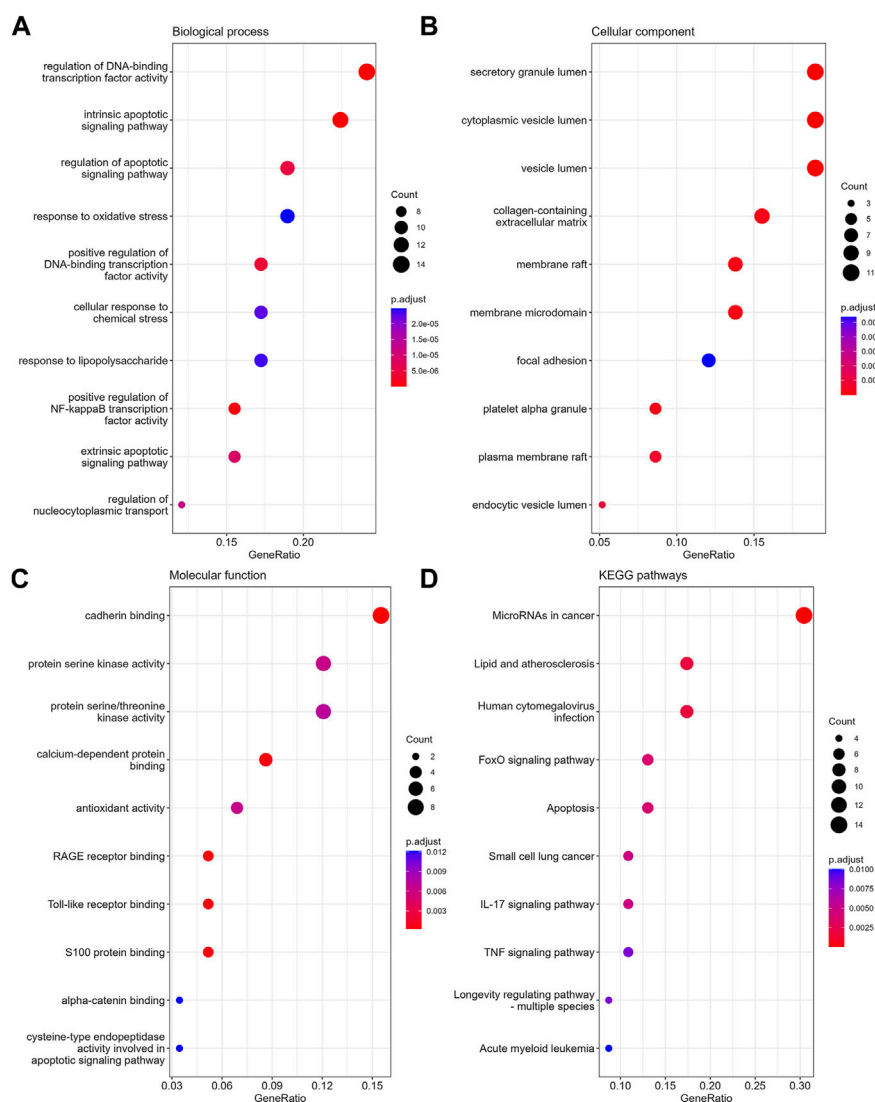 A
Biological process
regulation of DNA-binding
transcription factor activity
intrinsic apoptotic
signaling pathway
regulation of apoptotic
signaling pathway
response to oxidative stress
positive regulation of
DNA-binding transcription
factor activity
cellular response to
chemical stress
response to lipopolysaccharide
positive regulation of
NF-kappaB transcription
factor activity
extrinsic apoptotic
signaling pathway
regulation of
nucleocytoplasmic transport
0.15 0.20
GeneRatio
Count
8
10
12
14
p.adjust
2.0e-05
1.5e-05
1.0e-05
5.0e-06
B
Cellular component
secretory granule lumen
cytoplasmic vesicle lumen
vesicle lumen
collagen-containing
extracellular matrix
membrane raft
membrane microdomain
focal adhesion
platelet alpha granule
plasma membrane raft
endocytic vesicle lumen
0.05 0.10 0.15
GeneRatio
Count
3
5
7
9
11
p.adjust
0.00
0.00
0.00
0.00
0.00
C
Molecular function
cadherin binding
protein serine kinase activity
protein serine/threonine
kinase activity
calcium-dependent protein
binding
antioxidant activity
RAGE receptor binding
Toll-like receptor binding
S100 protein binding
alpha-catenin binding
cysteine-type endopeptidase
activity involved in
apoptotic signaling pathway
0.03 0.06 0.09 0.12 0.15
GeneRatio
Count
2
4
6
8
p.adjust
0.012
0.009
0.006
0.003
D
KEGG pathways
MicroRNAs in cancer
Lipid and atherosclerosis
Human cytomegalovirus
infection
FoxO signaling pathway
Apoptosis
Small cell lung cancer
IL-17 signaling pathway
TNF signaling pathway
Longevity regulating pathway
- multiple species
Acute myeloid leukemia
0.10 0.15 0.20 0.25 0.30
GeneRatio
Count
4
6
8
10
12
14
p.adjust
0.0100
0.0075
0.0050
0.0025